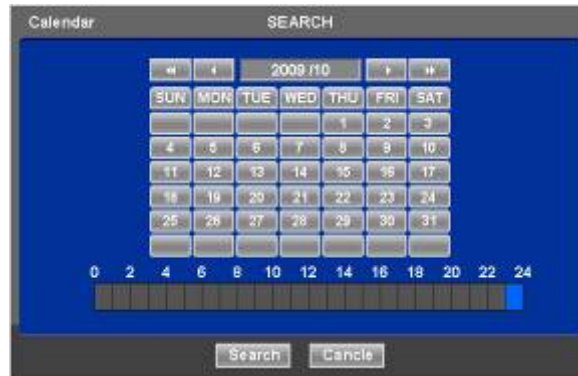 Calendar SEARCH
2009 /10
SUN MON TUE WED THU FRI SAT
1 2 3
4 5 6 7 8 9 10
11 12 13 14 15 16 17
18 19 20 21 22 23 24
25 26 27 28 29 30 31
0 2 4 6 8 10 12 14 16 18 20 22 24
Search Cancle